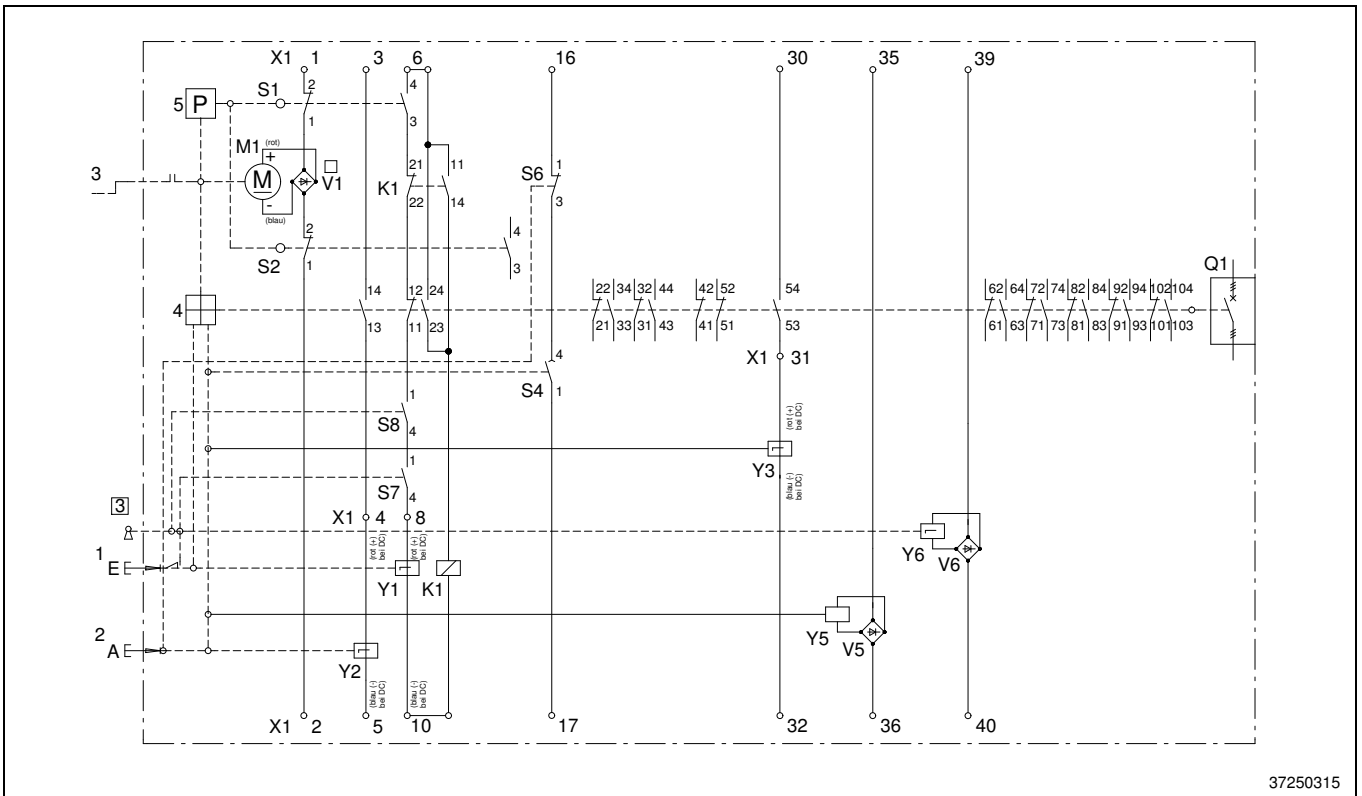 X1 1 3 6 16 30 35 39
2 4
S1
5 P
1 3
M1 (rot)
+
21 11 1
3 S6
M V1 K1
22 14 3
-
(blau)
2 4
S2 1 3
Q1
14 12 24 22 34 32 44 42 52 54 62 64 72 74 82 84 92 94 102 104
4
13 11 23 21 33 31 43 41 51 53 61 63 71 73 81 83 91 93 101 103
4 X1 31
S4 1
1
S8 (rot (+)
bei DC)
4
Y3
1 (blau (-)
bei DC)
S7
4
3
X1 4 8
(rot (+)
bei DC) (rot (+)
bei DC)
Y6 V6
1
E Y1 K1
2
A Y5 V5
Y2
(blau (-)
bei DC) (blau (-)
bei DC)
X1 2 5 10 17 32 36 40
37250315